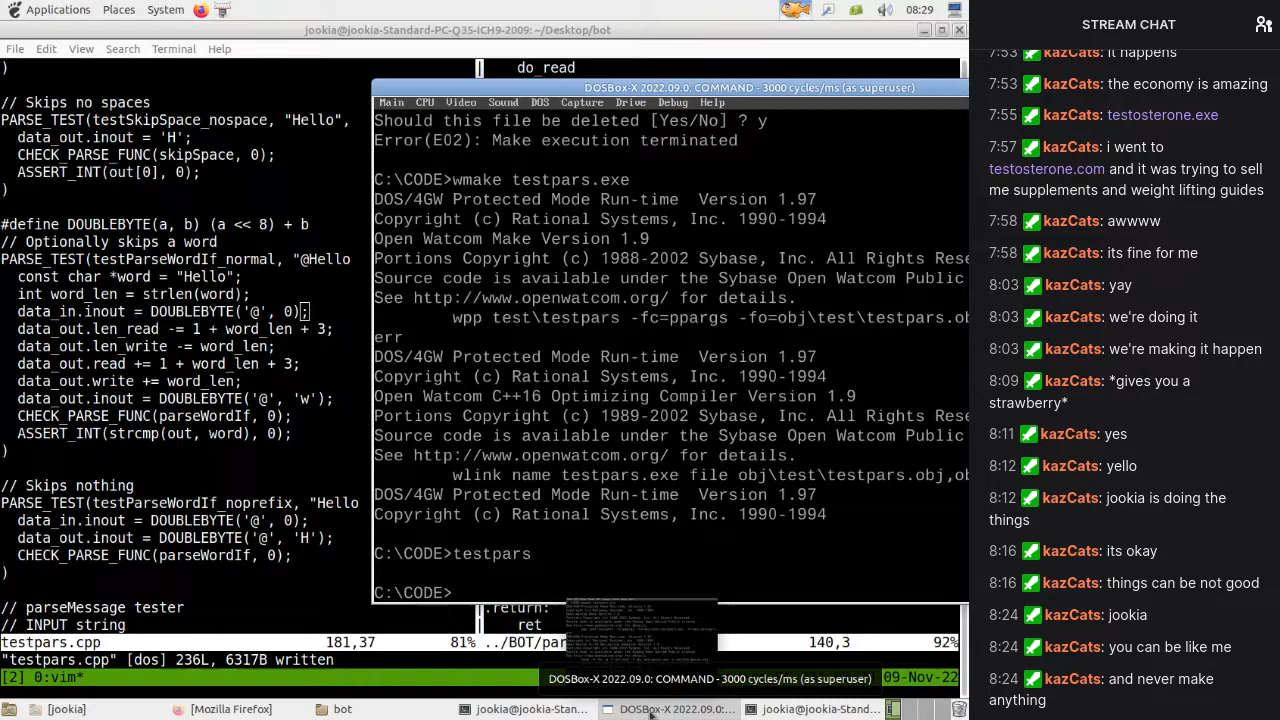 Applications Places System 08:29
jookia@jookia-Standard-PC-Q35-ICH9-2009: ~/Desktop/bot
File Edit View Search Terminal Help
)
// Skips no spaces
PARSE_TEST(testSkipSpace_nospace, "Hello",
data_out.inout = 'H';
CHECK_PARSE_FUNC(skipSpace, 0);
ASSERT_INT(out[0], 0);
)
#define DOUBLEBYTE(a, b) (a << 8) + b
// Optionally skips a word
PARSE_TEST(testParseWordIf_normal, "@Hello
const char *word = "Hello";
int word_len = strlen(word);
data_in.inout = DOUBLEBYTE('@', 0);
data_out.len_read -= 1 + word_len + 3;
data_out.len_write -= word_len;
data_out.read += 1 + word_len + 3;
data_out.write += word_len;
data_out.inout = DOUBLEBYTE('@', 'w');
CHECK_PARSE_FUNC(parseWordIf, 0);
ASSERT_INT(strcmp(out, word), 0);
)
// Skips nothing
PARSE_TEST(testParseWordIf_noprefix, "Hello
data_in.inout = DOUBLEBYTE('@', 0);
data_out.inout = DOUBLEBYTE('@', 'H');
CHECK_PARSE_FUNC(parseWordIf, 0);
)
// parseMessage tester
// INPUT string
81%
[2] 0:vim*
do_read
.return:
ret
140,3
09-Nov-22
DOSBox-X 2022.09.0: COMMAND - 3000 cycles/ms (as superuser)
Main CPU Video Sound DOS Capture Drive Debug Help
Should this file be deleted [Yes/No] ? y
Error(E02): Make execution terminated
C:\CODE>wmake testpars.exe
DOS/4GW Protected Mode Run-time Version 1.97
Copyright (c) Rational Systems, Inc. 1990-1994
Open Watcom Make Version 1.9
Portions Copyright (c) 1988-2002 Sybase, Inc. All Rights Rese
Source code is available under the Sybase Open Watcom Public
See http://www.openwatcom.org/ for details.
wpp test\testpars -fc=ppargs -fo=obj\test\testpars.ob
err
DOS/4GW Protected Mode Run-time Version 1.97
Copyright (c) Rational Systems, Inc. 1990-1994
Open Watcom C++16 Optimizing Compiler Version 1.9
Portions Copyright (c) 1989-2002 Sybase, Inc. All Rights Rese
Source code is available under the Sybase Open Watcom Public
See http://www.openwatcom.org/ for details.
wlink name testpars.exe file obj\test\testpars.obj,ob
DOS/4GW Protected Mode Run-time Version 1.97
Copyright (c) Rational Systems, Inc. 1990-1994
C:\CODE>testpars
C:\CODE>
DOSBox-X 2022.09.0: COMMAND - 3000 cycles/ms (as superuser)
[jookia] [Mozilla Firefo... bot jookia@jookia-Stan... DOSBox-X 2022.09.0:... jookia@jookia-Stand...
STREAM CHAT
7:53 kazCats: it happens
7:53 kazCats: the economy is amazing
7:55 kazCats: testosterone.exe
7:57 kazCats: i went to
testosterone.com and it was trying to sell
me supplements and weight lifting guides
7:58 kazCats: awwww
7:58 kazCats: its fine for me
8:03 kazCats: yay
8:03 kazCats: we're doing it
8:03 kazCats: we're making it happen
8:09 kazCats: *gives you a
strawberry*
8:11 kazCats: yes
8:12 kazCats: yello
8:12 kazCats: jookia is doing the
things
8:16 kazCats: its okay
8:16 kazCats: things can be not good
8:24 kazCats: jookia
8:24 kazCats: you can be like me
8:24 kazCats: and never make
anything